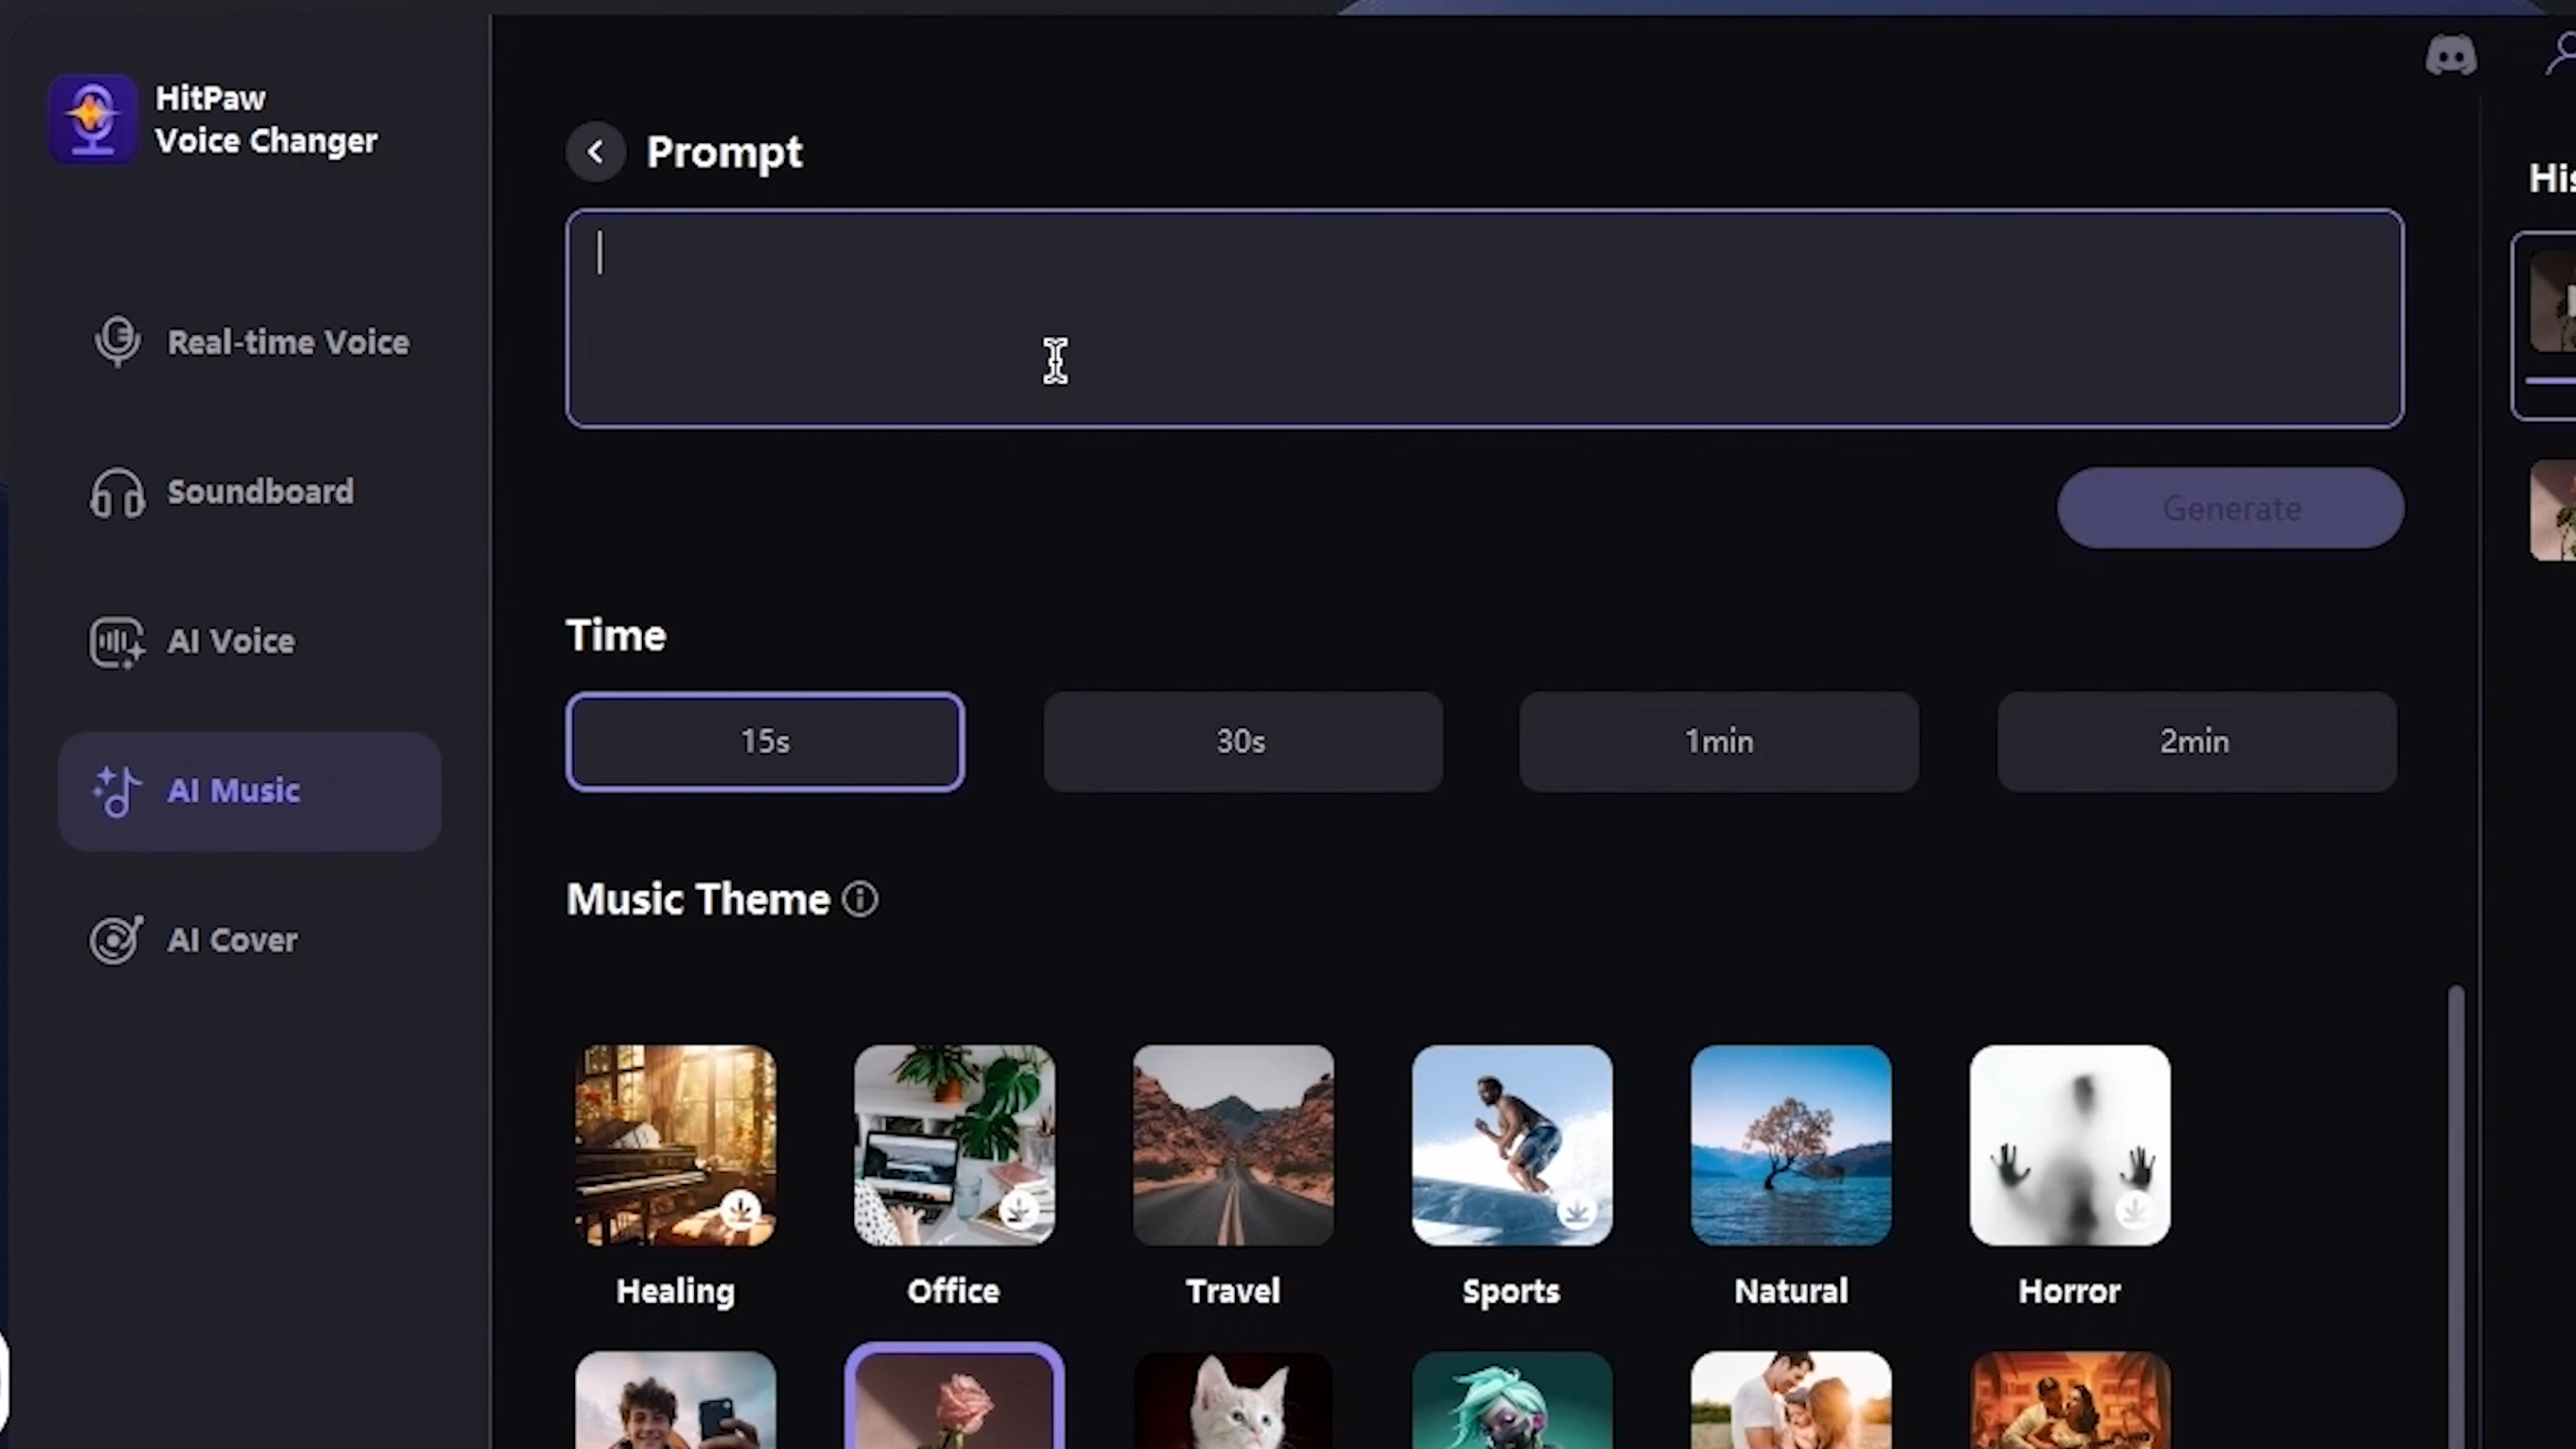 HitPaw
Voice Changer
Real-time Voice
Soundboard
AI Voice
AI Music
AI Cover
Prompt
Generate
Time
15s
30s
1min
2min
Music Theme
Healing
Office
Travel
Sports
Natural
Horror